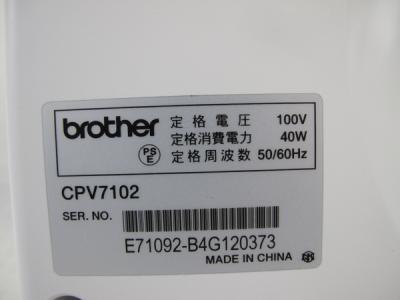 brother 定格電圧 100V
定格消費電力 40W
PS E 定格周波数 50/60Hz
CPV7102
SER. NO. E71092-B4G120373
MADE IN CHINA